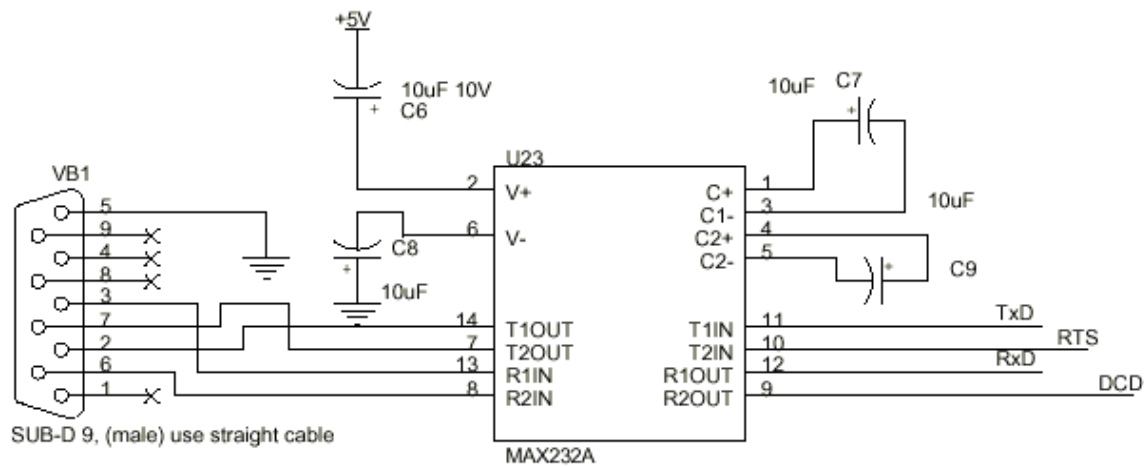 +5V
10uF 10V
C6
+
10uF
C7
+
VB1
U23
5
9
4
8
3
7
2
6
1
2
V+
6
V-
C8
+
10uF
C+
1
C1-
3
C2+
4
C2-
5
10uF
+
C9
14
T1OUT
7
T2OUT
13
R1IN
8
R2IN
T1IN
11
TxD
T2IN
10
RTS
R1OUT
12
RxD
R2OUT
9
DCD
SUB-D 9, (male) use straight cable
MAX232A